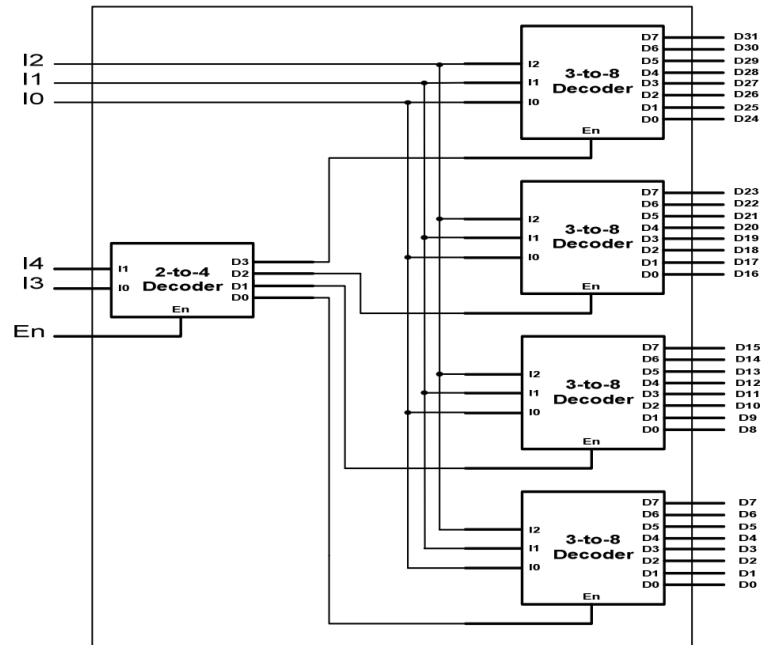 I2
I1
I0
I2
I1
I0
3-to-8
Decoder
En
D7
D6
D5
D4
D3
D2
D1
D0
D31
D30
D29
D28
D27
D26
D25
D24
I2
I1
I0
3-to-8
Decoder
En
D7
D6
D5
D4
D3
D2
D1
D0
D23
D22
D21
D20
D19
D18
D17
D16
I4
I3
En
I1
I0
2-to-4
Decoder
En
D3
D2
D1
D0
I2
I1
I0
3-to-8
Decoder
En
D7
D6
D5
D4
D3
D2
D1
D0
D15
D14
D13
D12
D11
D10
D9
D8
I2
I1
I0
3-to-8
Decoder
En
D7
D6
D5
D4
D3
D2
D1
D0
D7
D6
D5
D4
D3
D2
D1
D0